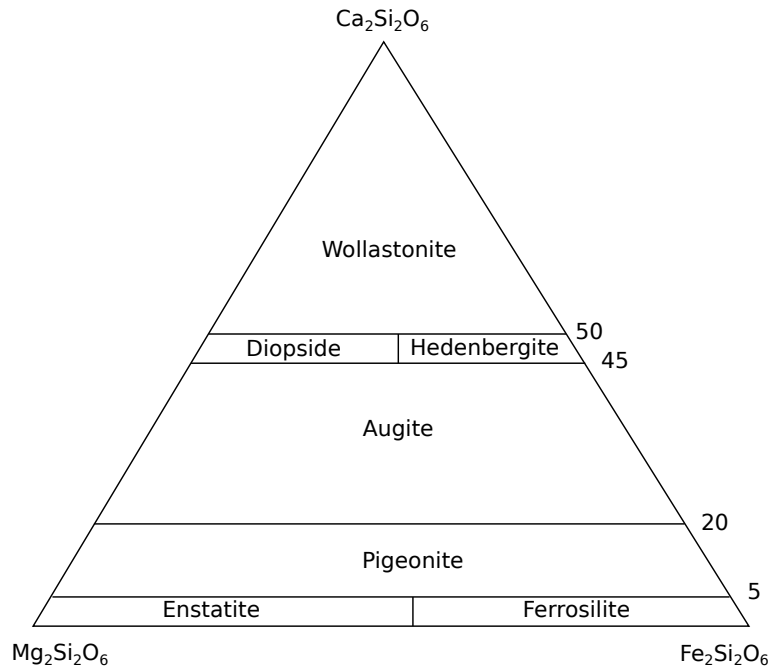 Ca₂Si₂O₆
Wollastonite
50
Diopside
Hedenbergite
45
Augite
20
Pigeonite
5
Enstatite
Ferrosilite
Mg₂Si₂O₆
Fe₂Si₂O₆